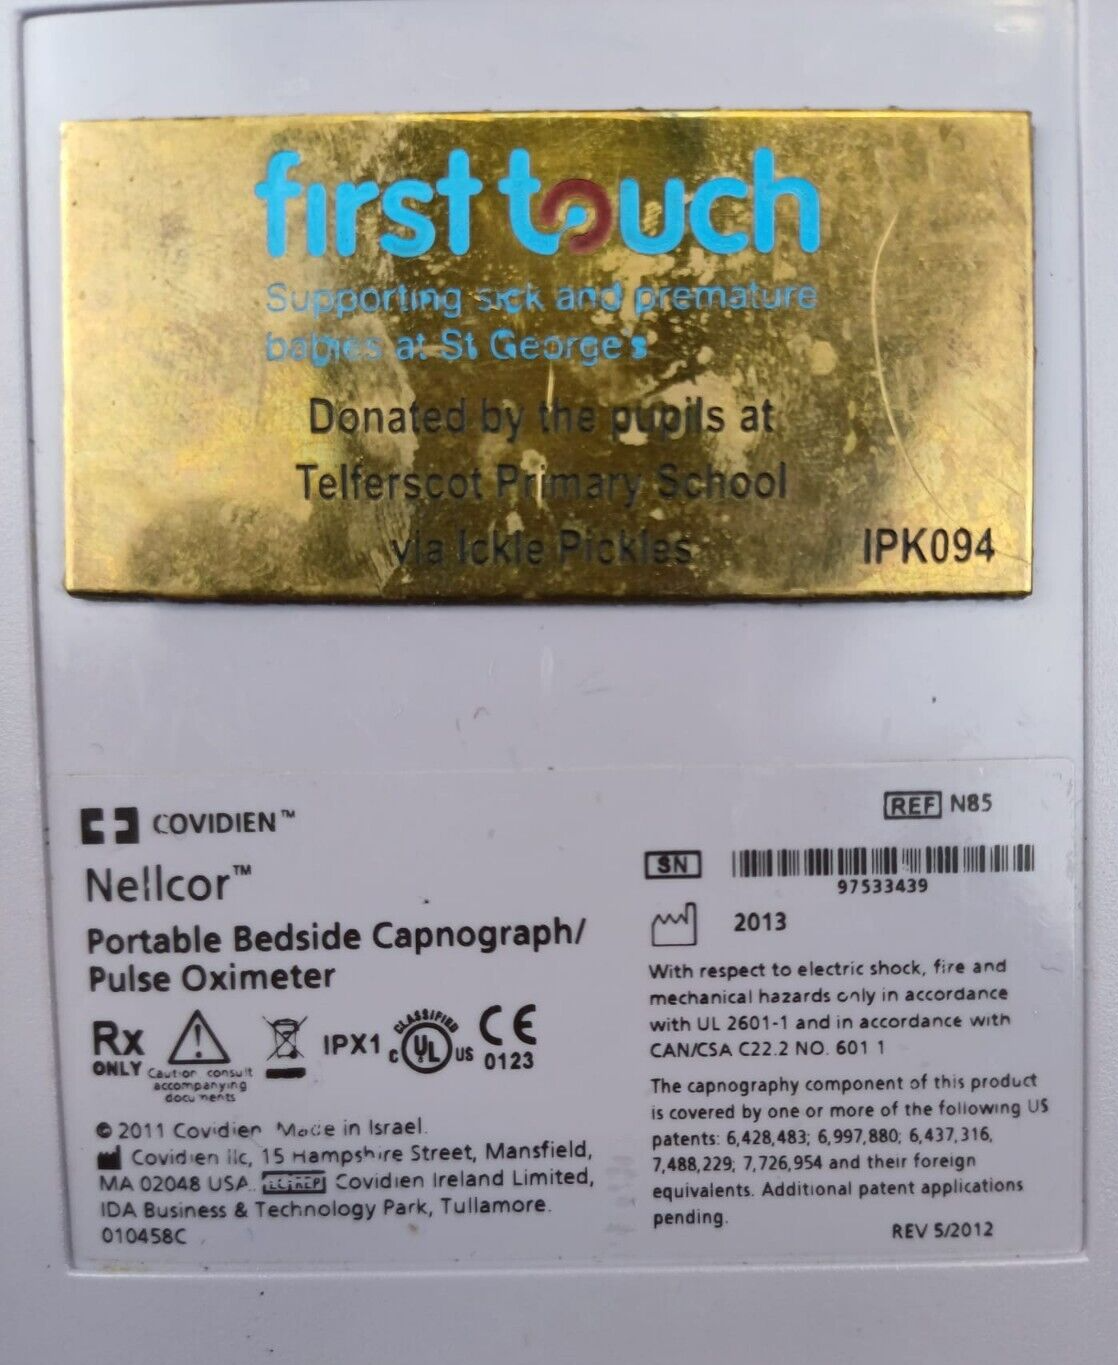 first touch
Supporting sick and premature
babies at St George's
Donated by the pupils at
Telferscot Primary School
via Ickle Pickles
IPK094
COVIDIEN™
Nellcor™
Portable Bedside Capnograph/
Pulse Oximeter
Rx
ONLY
Caution consult
accompanying
documents
IPX1
CLASSIFIED
C UL US
CE
0123
© 2011 Covidien Made in Israel.
Covidien llc, 15 Hampshire Street, Mansfield,
MA 02048 USA. EC REP Covidien Ireland Limited,
IDA Business & Technology Park, Tullamore.
010458C
REF N85
SN
97533439
2013
With respect to electric shock, fire and
mechanical hazards only in accordance
with UL 2601-1 and in accordance with
CAN/CSA C22.2 NO. 601 1
The capnography component of this product
is covered by one or more of the following US
patents: 6,428,483; 6,997,880; 6,437,316,
7,488,229; 7,726,954 and their foreign
equivalents. Additional patent applications
pending.
REV 5/2012